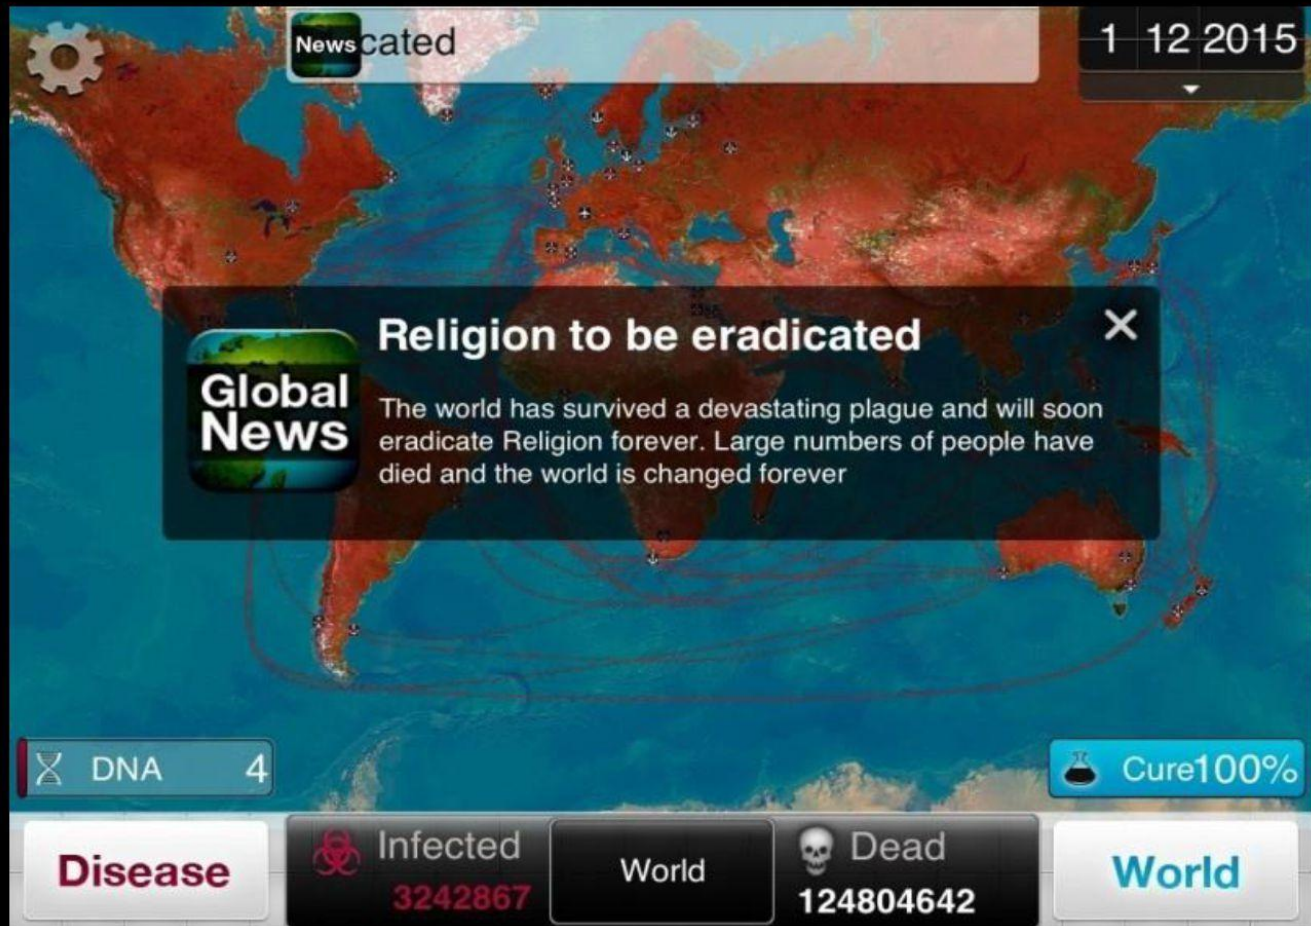 News cated
1 12 2015
Religion to be eradicated
Global
News
The world has survived a devastating plague and will soon
eradicate Religion forever. Large numbers of people have
died and the world is changed forever
DNA 4
Cure 100%
Disease
Infected
3242867
World
Dead
124804642
World